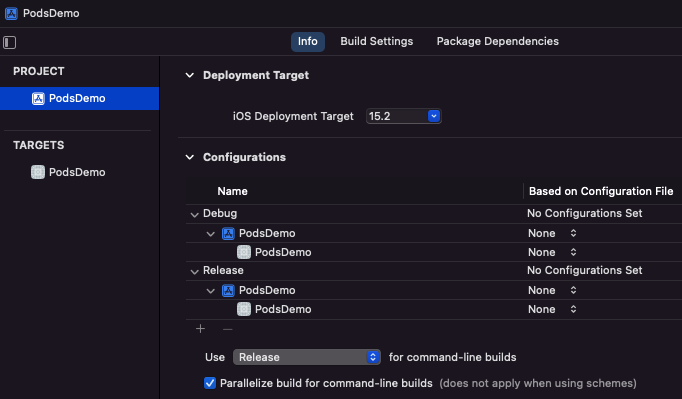 PodsDemo
Info Build Settings Package Dependencies
PROJECT
PodsDemo
TARGETS
PodsDemo
Deployment Target
iOS Deployment Target 15.2
Configurations
Name Based on Configuration File
Debug No Configurations Set
PodsDemo None
PodsDemo None
Release No Configurations Set
PodsDemo None
PodsDemo None
+ –
Use Release for command-line builds
Parallelize build for command-line builds (does not apply when using schemes)